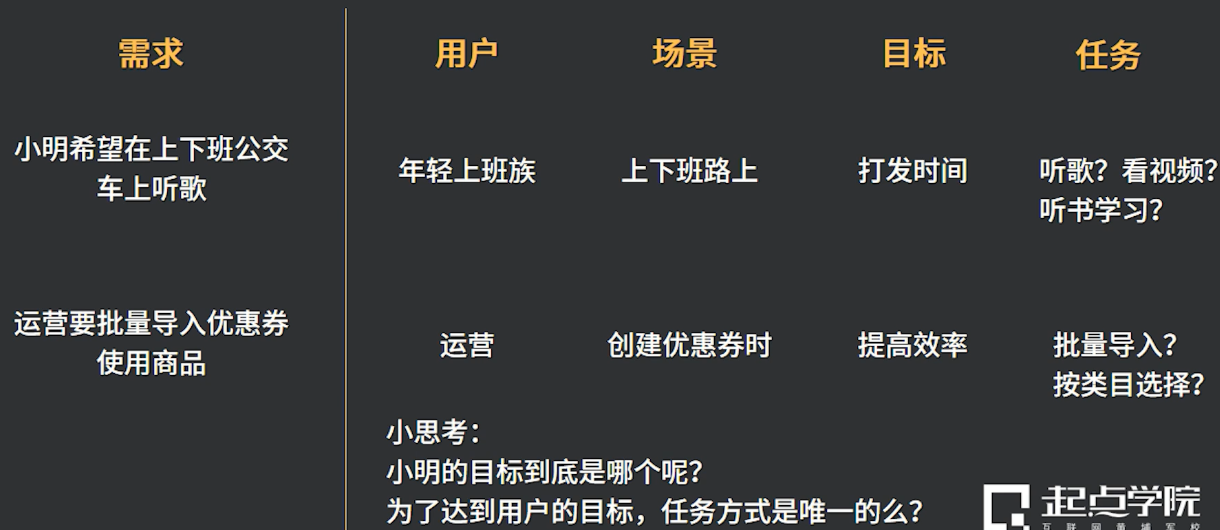 需求 用户 场景 目标 任务
小明希望在上下班公交
车上听歌
年轻上班族 上下班路上 打发时间 听歌？看视频？
听书学习？
运营要批量导入优惠券
使用商品
运营 创建优惠券时 提高效率 批量导入？
按类目选择？
小思考：
小明的目标到底是哪个呢？
为了达到用户的目标，任务方式是唯一的么？
起点学院
互联网黄埔军校